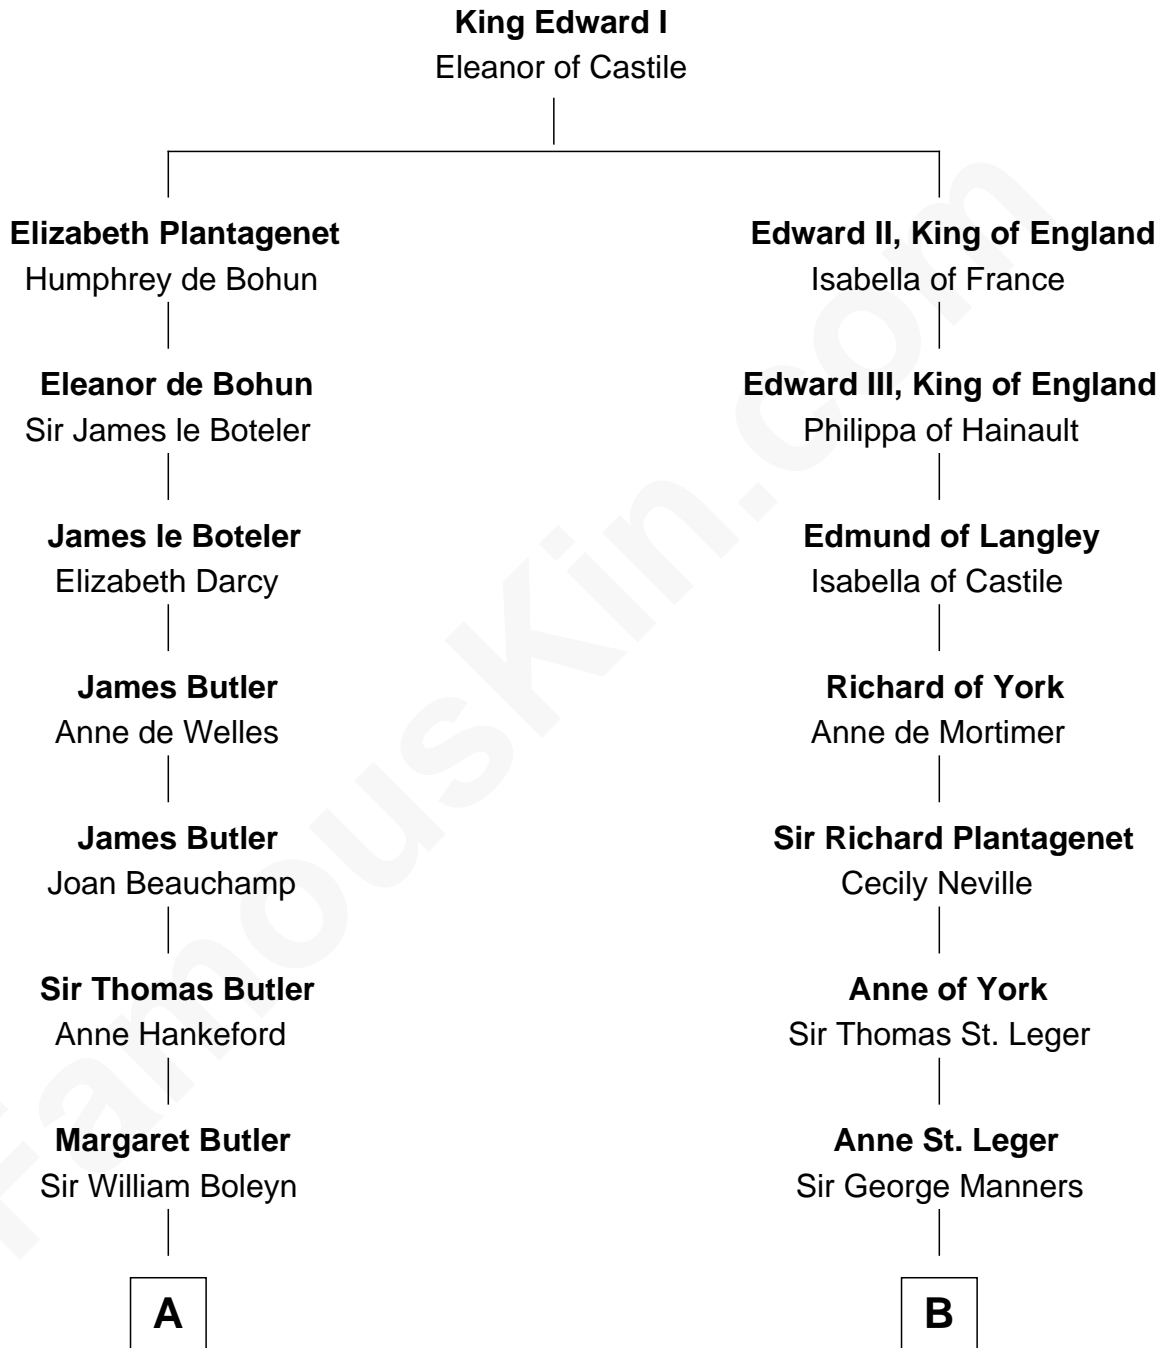 King Edward I
Eleanor of Castile
Elizabeth Plantagenet
Humphrey de Bohun
Edward II, King of England
Isabella of France
Eleanor de Bohun
Sir James le Boteler
Edward III, King of England
Philippa of Hainault
James le Boteler
Elizabeth Darcy
Edmund of Langley
Isabella of Castile
James Butler
Anne de Welles
Richard of York
Anne de Mortimer
James Butler
Joan Beauchamp
Sir Richard Plantagenet
Cecily Neville
Sir Thomas Butler
Anne Hankeford
Anne of York
Sir Thomas St. Leger
Margaret Butler
Sir William Boleyn
Anne St. Leger
Sir George Manners
A
B
FamousKin.com